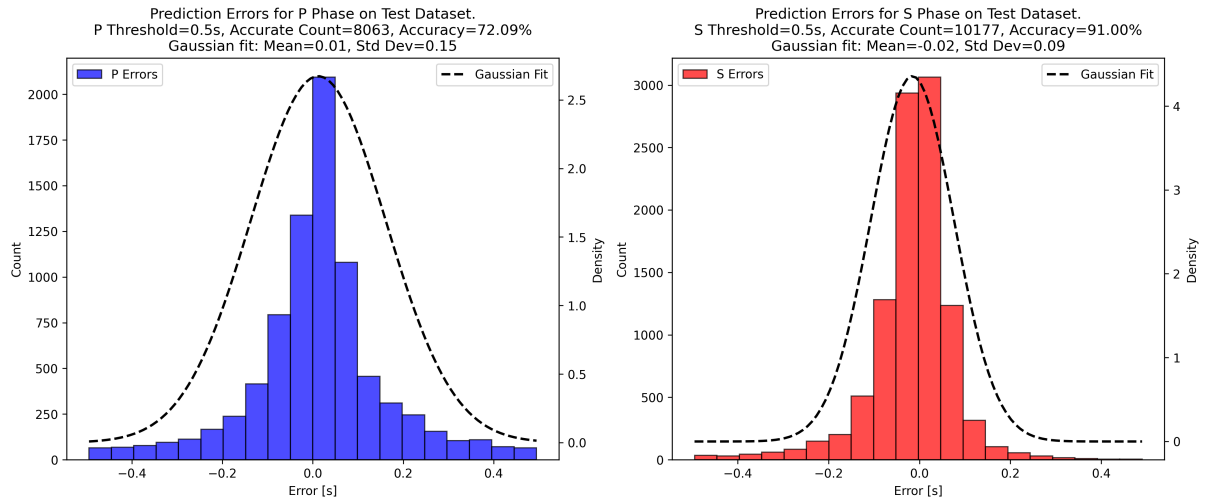 Prediction Errors for P Phase on Test Dataset.
P Threshold=0.5s, Accurate Count=8063, Accuracy=72.09%
Gaussian fit: Mean=0.01, Std Dev=0.15
P Errors
Gaussian Fit
2000
1750
1500
1250
1000
750
500
250
0
Count
2.5
2.0
1.5
1.0
0.5
0.0
Density
−0.4
−0.2
0.0
0.2
0.4
Error [s]
Prediction Errors for S Phase on Test Dataset.
S Threshold=0.5s, Accurate Count=10177, Accuracy=91.00%
Gaussian fit: Mean=-0.02, Std Dev=0.09
S Errors
Gaussian Fit
3000
2500
2000
1500
1000
500
0
Count
4
3
2
1
0
Density
−0.4
−0.2
0.0
0.2
0.4
Error [s]